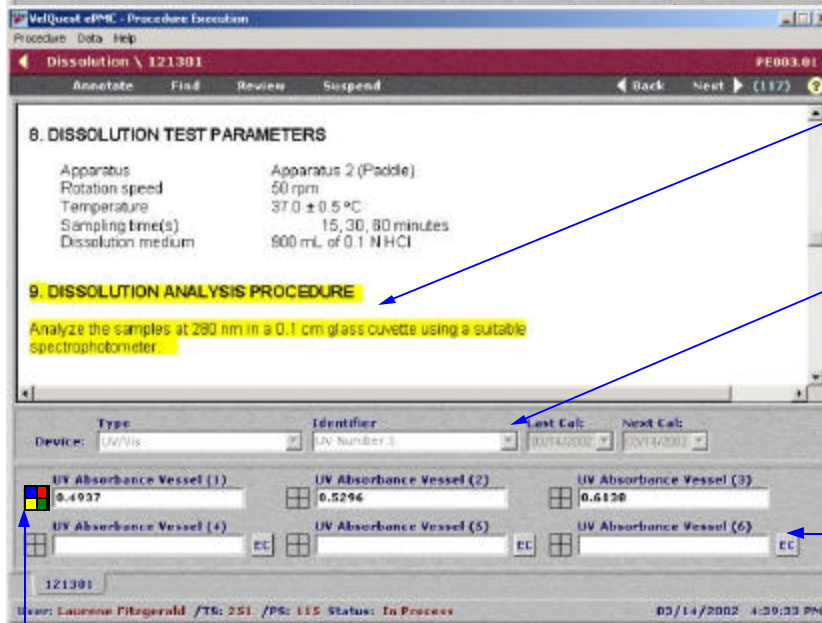 VelQuest ePMC - Procedure Execution
Procedure Data Help
Dissolution \ 121301 PE003.01
Annotate Find Review Suspend Back Next (117) ?
8. DISSOLUTION TEST PARAMETERS
Apparatus Apparatus 2 (Paddle)
Rotation speed 50 rpm
Temperature 37.0 ± 0.5 ºC
Sampling time(s) 15, 30, 60 minutes
Dissolution medium 900 mL of 0.1 N HCl
9. DISSOLUTION ANALYSIS PROCEDURE
Analyze the samples at 280 nm in a 0.1 cm glass cuvette using a suitable
spectrophotometer.
Type Identifier Last Cal: Next Cal:
Device: UV/Vis UV Number 03/14/2002
UV Absorbance Vessel (1) UV Absorbance Vessel (2) UV Absorbance Vessel (3)
0.4937 0.5296 0.6130
UV Absorbance Vessel (4) UV Absorbance Vessel (5) UV Absorbance Vessel (6)
EC EC EC
121301
User: Laurene Fitzgerald /TS: 251 /PS: 115 Status: In Process 03/14/2002 4:39:33 PM